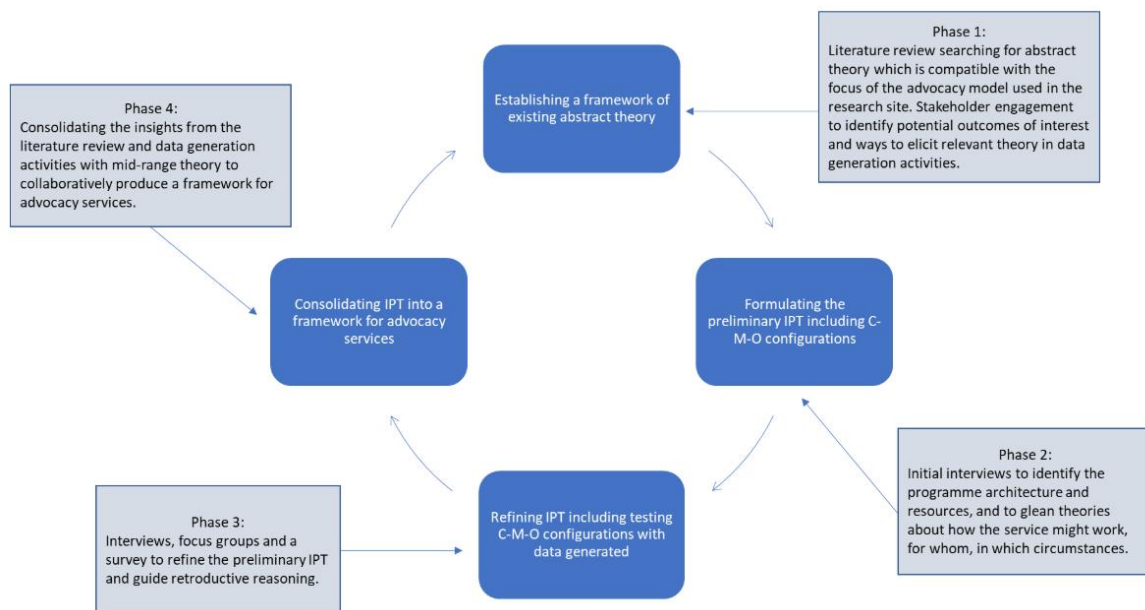 Establishing a framework of
existing abstract theory
Phase 1:
Literature review searching for abstract
theory which is compatible with the
focus of the advocacy model used in the
research site. Stakeholder engagement
to identify potential outcomes of interest
and ways to elicit relevant theory in data
generation activities.
Formulating the
preliminary IPT including C-
M-O configurations
Phase 2:
Initial interviews to identify the
programme architecture and
resources, and to glean theories
about how the service might work,
for whom, in which circumstances.
Refining IPT including testing
C-M-O configurations with data
generated
Phase 3:
Interviews, focus groups and a
survey to refine the preliminary IPT
and guide retroductive reasoning.
Consolidating IPT into a
framework for advocacy
services
Phase 4:
Consolidating the insights from the
literature review and data generation
activities with mid-range theory to
collaboratively produce a framework for
advocacy services.